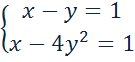 x − y = 1
x − 4y² = 1